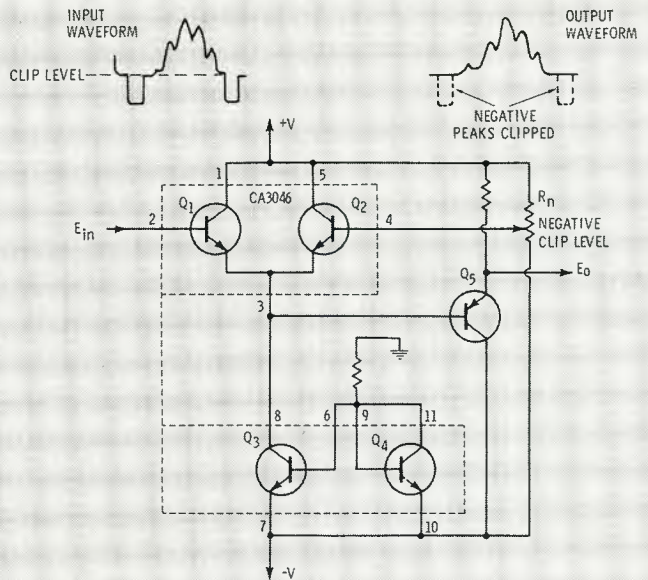 INPUT
WAVEFORM
CLIP LEVEL
OUTPUT
WAVEFORM
NEGATIVE
PEAKS CLIPPED
+V
1
5
CA3046
Q1
Q2
2
4
Ein
Rn
NEGATIVE
CLIP LEVEL
Q5
Eo
3
8
6
9
11
Q3
Q4
7
10
-V